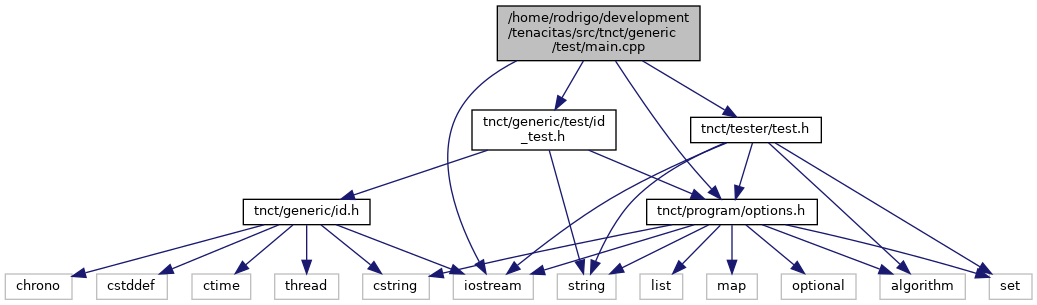 /home/rodrigo/development
/tenacitas/src/tnct/generic
/test/main.cpp
tnct/generic/test/id
_test.h
tnct/tester/test.h
tnct/generic/id.h
tnct/program/options.h
chrono
cstddef
ctime
thread
cstring
iostream
string
list
map
optional
algorithm
set